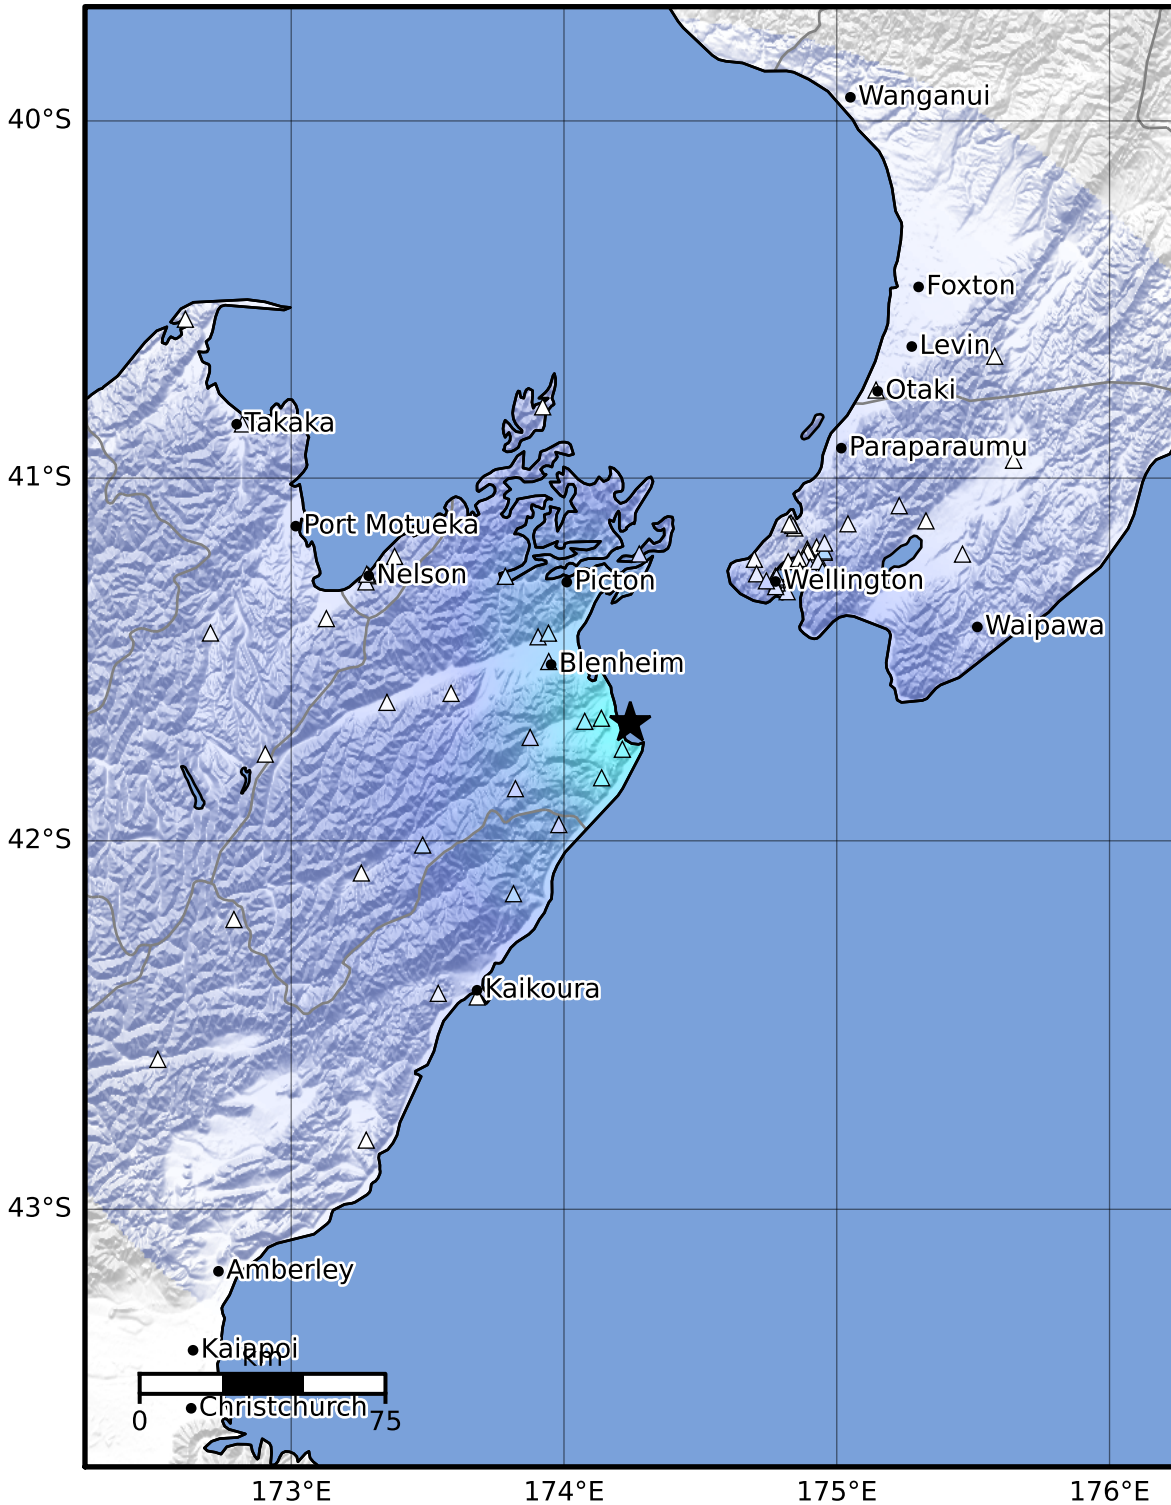 Wanganui
40°S
Foxton
Levin
Otaki
Takaka
Paraparaumu
41°S
Port Motueka
Nelson
Picton
Wellington
Waipawa
Blenheim
42°S
Kaikoura
43°S
Amberley
Kaiapoi
km
Christchurch
0 75
173°E 174°E 175°E 176°E